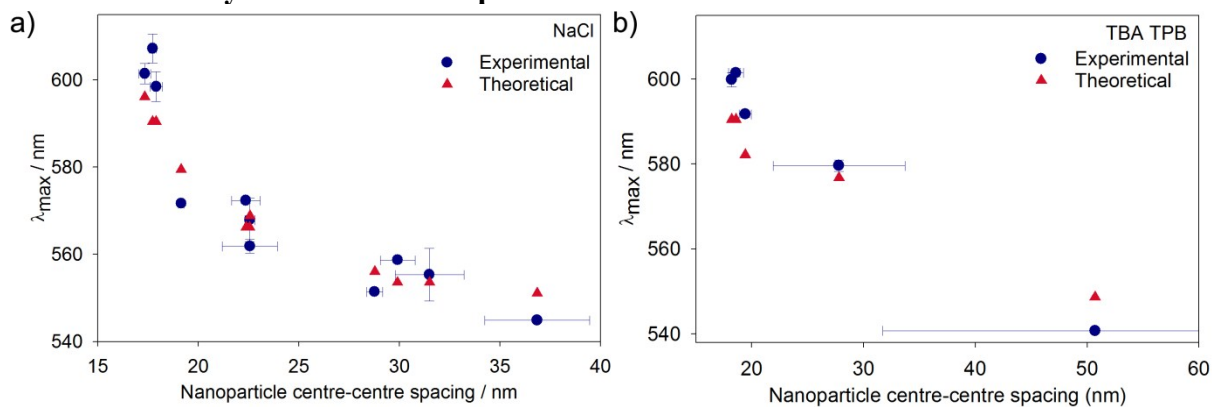 a)
NaCl
Experimental
Theoretical
600
580
560
540
λmax / nm
15
20
25
30
35
40
Nanoparticle centre-centre spacing / nm
b)
TBA TPB
Experimental
Theoretical
600
580
560
540
20
30
40
50
60
Nanoparticle centre-centre spacing (nm)